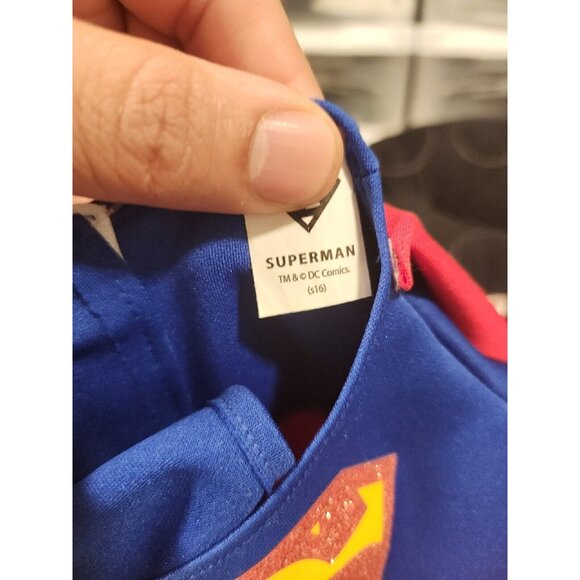 SUPERMAN
TM & © DC Comics.
(s16)